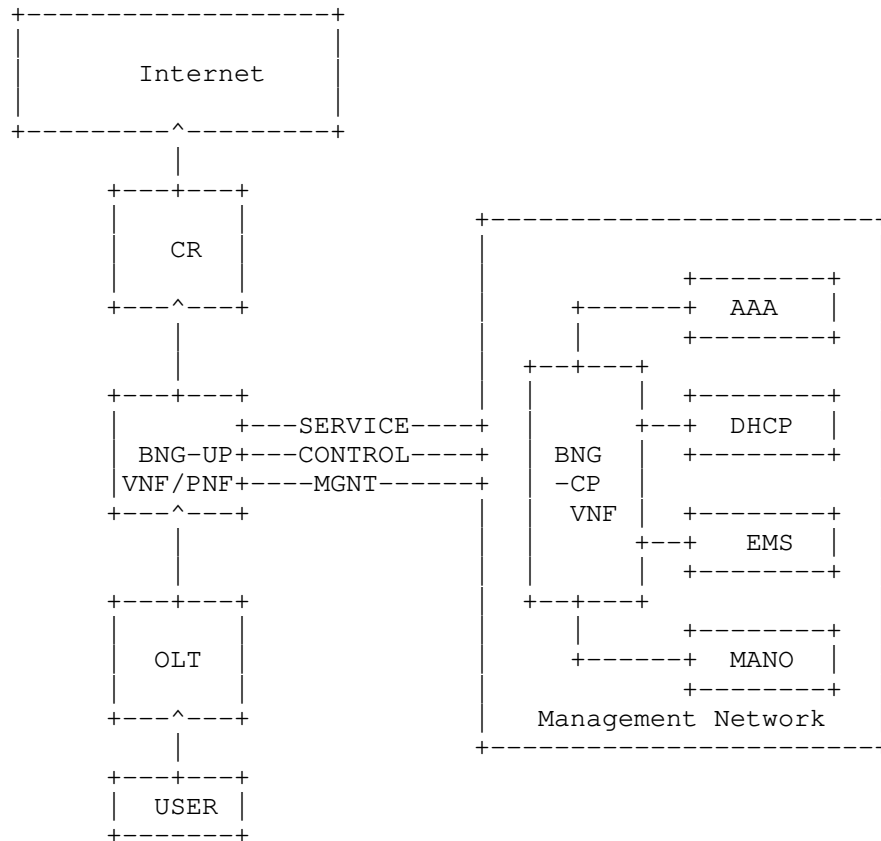 Internet
CR
AAA
SERVICE
DHCP
BNG-UP
CONTROL
BNG
VNF/PNF
MGNT
-CP
VNF
EMS
OLT
MANO
Management Network
USER